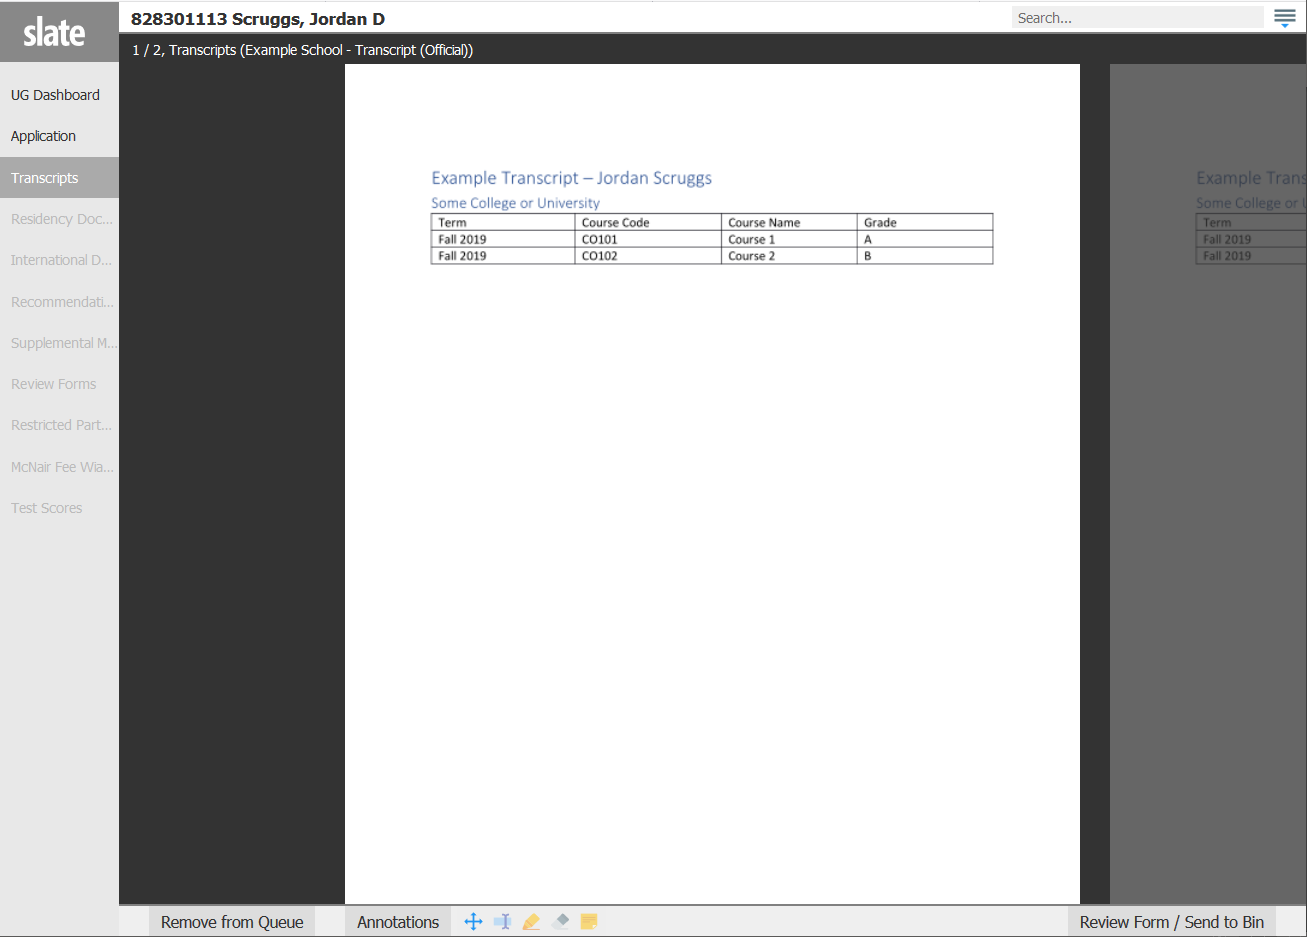 slate
828301113 Scruggs, Jordan D
Search...
1 / 2, Transcripts (Example School - Transcript (Official))
UG Dashboard
Application
Transcripts
Residency Doc...
International D...
Recommendati...
Supplemental M...
Review Forms
Restricted Part...
McNair Fee Wia...
Test Scores
Example Transcript – Jordan Scruggs
Some College or University
Term Course Code Course Name Grade
Fall 2019 CO101 Course 1 A
Fall 2019 CO102 Course 2 B
Example Trans
Some College or U
Term
Fall 2019
Fall 2019
Remove from Queue
Annotations
Review Form / Send to Bin